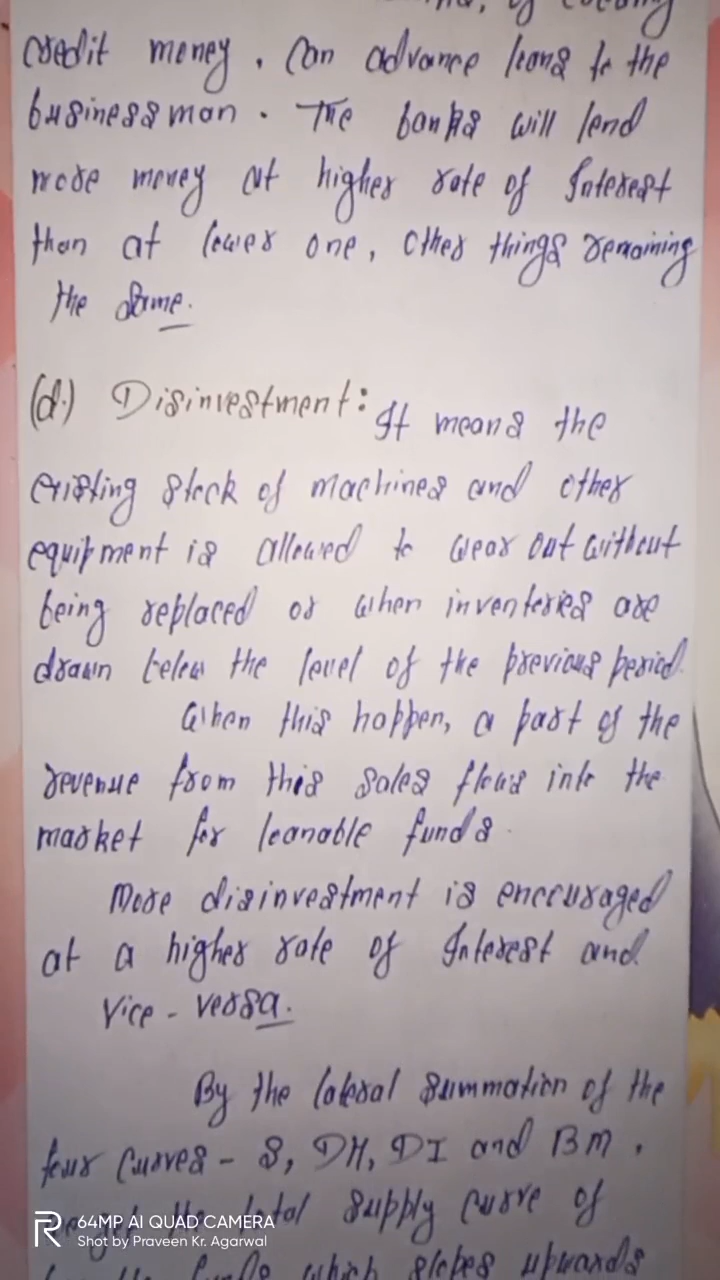 of
credit money, Can advance loans to the
businessman. The banks will lend
more money at higher rate of Interest
than at lower one, Other things remaining
the same.
(d.) Disinvestment: It means the
existing stock of machines and other
equipment is allowed to wear out without
being replaced or when inventories are
drawn below the level of the previous period.
When this happen, a part of the
revenue from this sales flows into the
market for loanable funds.
More disinvestment is encouraged
at a higher rate of Interest and
Vice - versa.
By the lateral summation of the
four curves - S, DH, DI and BM,
the total supply curve of
which slopes upwards
64MP AI QUAD CAMERA
Shot by Praveen Kr. Agarwal